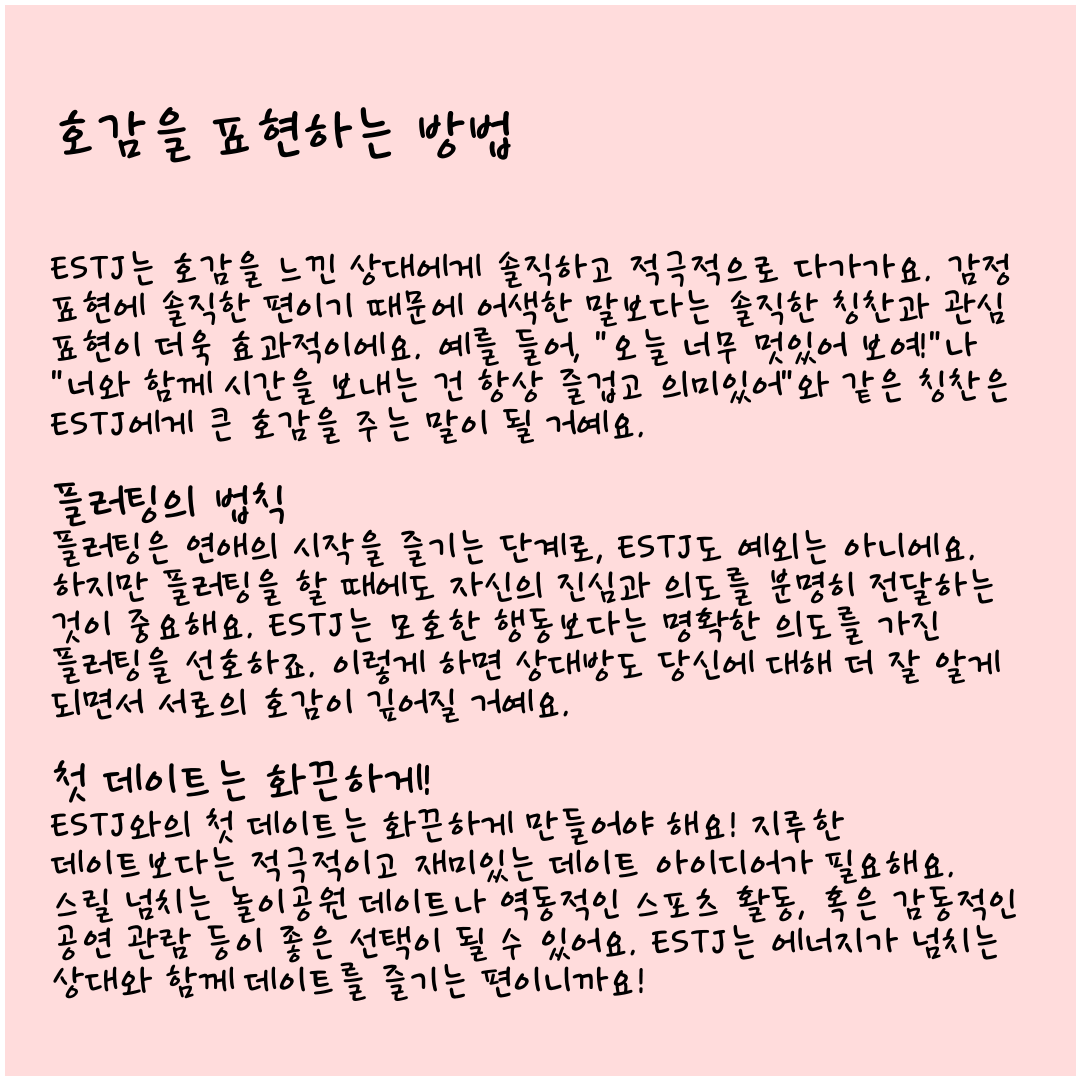 호감을 표현하는 방법
ESTJ는 호감을 느낀 상대에게 솔직하고 적극적으로 다가가요. 감정
표현에 솔직한 편이기 때문에 어색한 말보다는 솔직한 칭찬과 관심
표현이 더욱 효과적이에요. 예를 들어, "오늘 너무 멋있어 보여!"나
"너와 함께 시간을 보내는 건 항상 즐겁고 의미있어"와 같은 칭찬은
ESTJ에게 큰 호감을 주는 말이 될 거예요.
플러팅의 법칙
플러팅은 연애의 시작을 즐기는 단계로, ESTJ도 예외는 아니에요.
하지만 플러팅을 할 때에도 자신의 진심과 의도를 분명히 전달하는
것이 중요해요. ESTJ는 모호한 행동보다는 명확한 의도를 가진
플러팅을 선호하죠. 이렇게 하면 상대방도 당신에 대해 더 잘 알게
되면서 서로의 호감이 깊어질 거예요.
첫 데이트는 화끈하게!
ESTJ와의 첫 데이트는 화끈하게 만들어야 해요! 지루한
데이트보다는 적극적이고 재미있는 데이트 아이디어가 필요해요.
스릴 넘치는 놀이공원 데이트나 역동적인 스포츠 활동, 혹은 감동적인
공연 관람 등이 좋은 선택이 될 수 있어요. ESTJ는 에너지가 넘치는
상대와 함께 데이트를 즐기는 편이니까요!